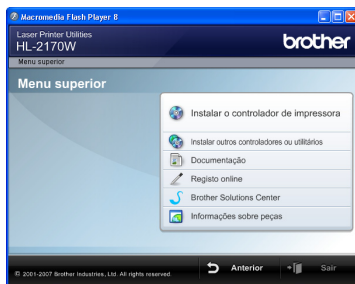 Macromedia Flash Player 8
Laser Printer Utilities
HL-2170W
brother
Menu superior
Menu superior
Instalar o controlador de impressora
Instalar outros controladores ou utilitários
Documentação
Registo online
Brother Solutions Center
Informações sobre peças
© 2001-2007 Brother Industries, Ltd. All rights reserved
Anterior
Sair